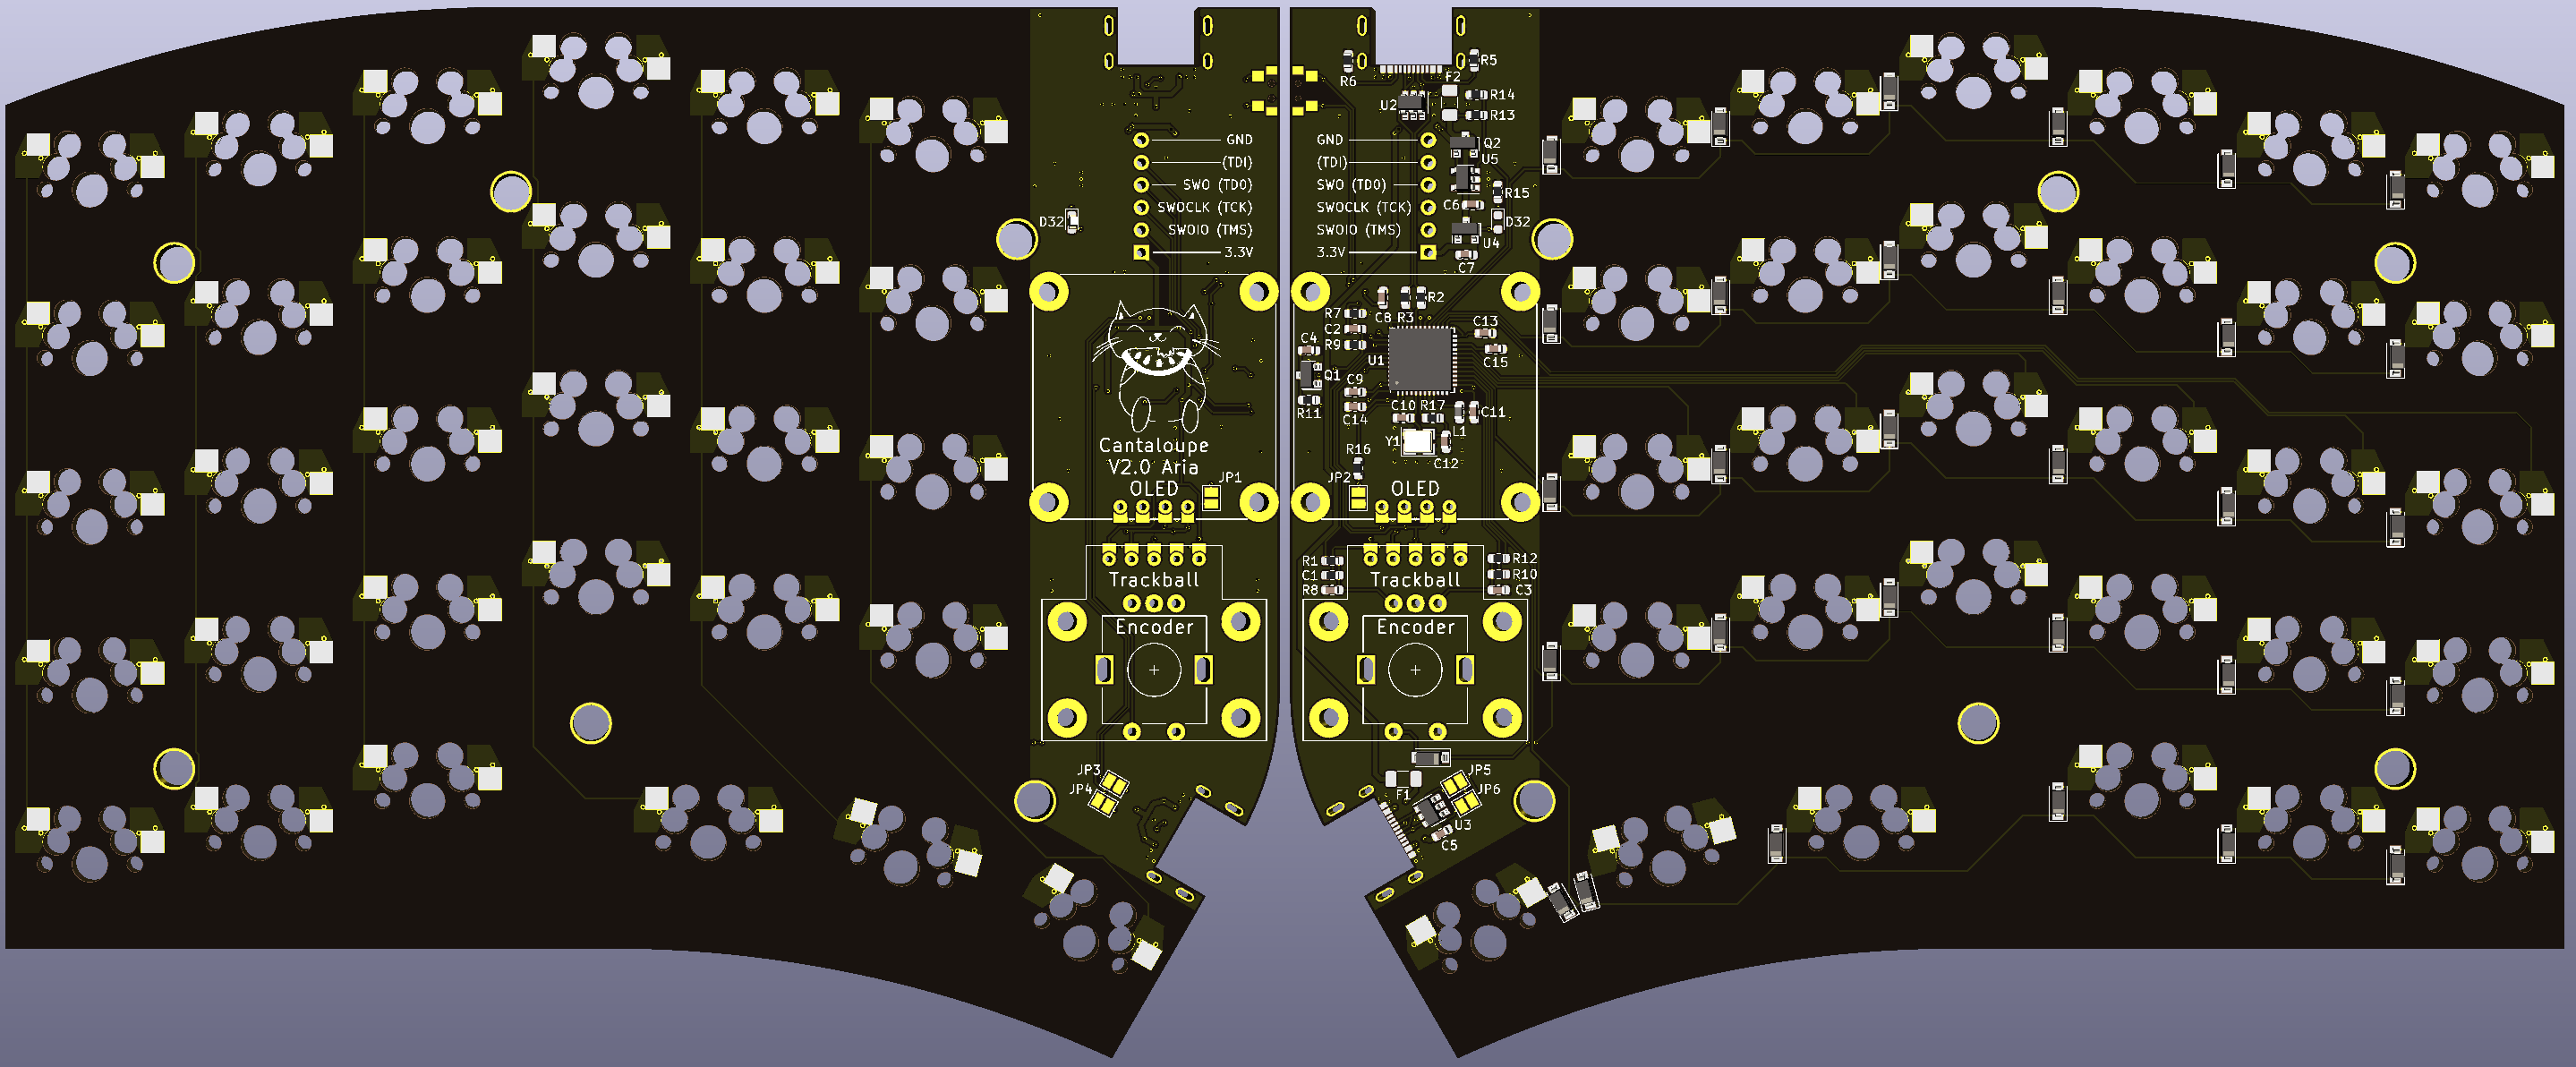 GND
(TDI)
SWO (TDO)
SWOCLK (TCK)
SWOIO (TMS)
3.3V
D32
Cantaloupe
V2.0 Aria
OLED
JP1
Trackball
Encoder
JP3
JP4
R6
R5
F2
U2
R14
R13
GND
Q2
(TDI)
U5
SWO (TDO)
R15
SWOCLK (TCK)
C6
D32
SWOIO (TMS)
U4
3.3V
C7
R2
C8
R3
R7
C2
R9
C13
C4
U1
C15
Q1
C9
R11
C14
C10
R17
C11
L1
Y1
R16
C12
JP2
OLED
R1
C1
R8
R12
R10
C3
Trackball
Encoder
JP5
JP6
F1
U3
C5